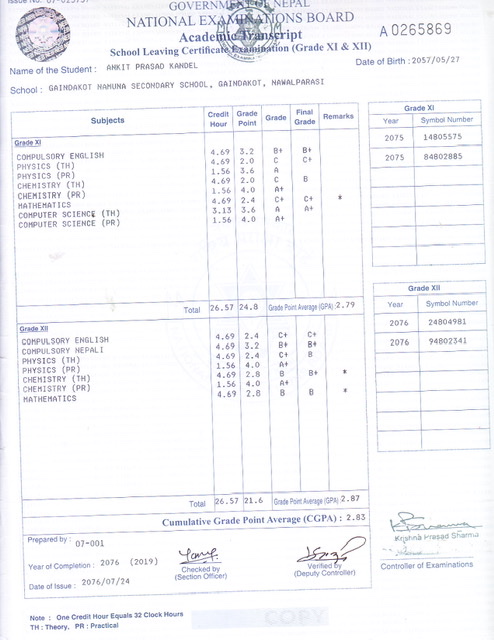 GOVERNMENT OF NEPAL
NATIONAL EXAMINATIONS BOARD
Academic Transcript
School Leaving Certificate Examination (Grade XI & XII)
A0265869
Name of the Student : ANKIT PRASAD KANDEL
Date of Birth : 2057/05/27
School : GAINDAKOT NAMUNA SECONDARY SCHOOL, GAINDAKOT, NAWALPARASI
Subjects Credit Hour Grade Point Grade Final Grade Remarks
Grade XI
COMPULSORY ENGLISH 4.69 3.2 B+ B+
PHYSICS (TH) 4.69 2.0 C C+
PHYSICS (PR) 1.56 3.6 A
CHEMISTRY (TH) 4.69 2.0 C B
CHEMISTRY (PR) 1.56 4.0 A+
MATHEMATICS 4.69 2.4 C+ C+ *
COMPUTER SCIENCE (TH) 3.13 3.6 A A+
COMPUTER SCIENCE (PR) 1.56 4.0 A+
Total 26.57 24.8 Grade Point Average (GPA) : 2.79
Grade XI
Year Symbol Number
2075 14805575
2075 84802885
Grade XII
COMPULSORY ENGLISH 4.69 2.4 C+ C+
COMPULSORY NEPALI 4.69 3.2 B+ B+
PHYSICS (TH) 4.69 2.4 C+ B
PHYSICS (PR) 1.56 4.0 A+
CHEMISTRY (TH) 4.69 2.8 B B+ *
CHEMISTRY (PR) 1.56 4.0 A+
MATHEMATICS 4.69 2.8 B B *
Total 26.57 21.6 Grade Point Average (GPA) : 2.87
Cumulative Grade Point Average (CGPA) : 2.83
Grade XII
Year Symbol Number
2076 24804981
2076 94802341
Prepared by : 07-001
Year of Completion : 2076 (2019)
Date of Issue : 2076/07/24
Checked by
(Section Officer)
Verified by
(Deputy Controller)
Krishna Prasad Sharma
Controller of Examinations
Note : One Credit Hour Equals 32 Clock Hours
TH : Theory, PR : Practical
COPY